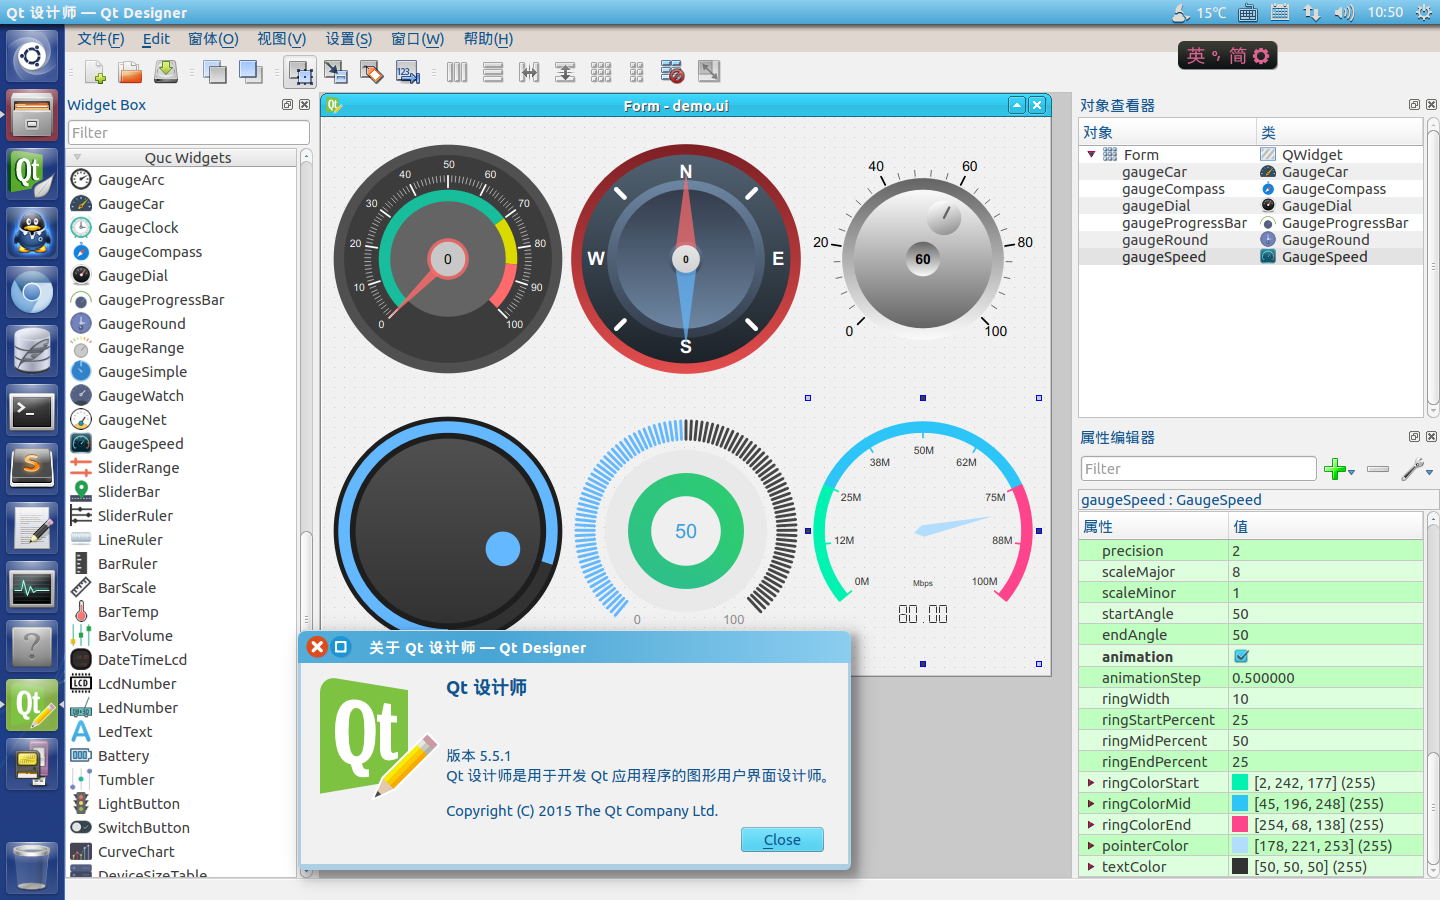 Qt 设计师 — Qt Designer
15℃
10:50
文件(F) Edit 窗体(O) 视图(V) 设置(S) 窗口(W) 帮助(H)
英 简
123
Widget Box
Filter
Quc Widgets
GaugeArc
GaugeCar
GaugeClock
GaugeCompass
GaugeDial
GaugeProgressBar
GaugeRound
GaugeRange
GaugeSimple
GaugeWatch
GaugeNet
GaugeSpeed
SliderRange
SliderBar
SliderRuler
LineRuler
BarRuler
BarScale
BarTemp
BarVolume
DateTimeLcd
LcdNumber
LedNumber
LedText
Battery
Tumbler
LightButton
SwitchButton
CurveChart
DeviceSizeTable
Form - demo.ui
0 10 20 30 40 50 60 70 80 90 100
0
N
W E
S
0
0 20 40 60 80 100
60
50
0 100
0M 12M 25M 38M 50M 62M 75M 88M 100M
Mbps
80.00
关于 Qt 设计师 — Qt Designer
Qt
Qt 设计师
版本 5.5.1
Qt 设计师是用于开发 Qt 应用程序的图形用户界面设计师。
Copyright (C) 2015 The Qt Company Ltd.
Close
对象查看器
对象 类
Form QWidget
gaugeCar GaugeCar
gaugeCompass GaugeCompass
gaugeDial GaugeDial
gaugeProgressBar GaugeProgressBar
gaugeRound GaugeRound
gaugeSpeed GaugeSpeed
属性编辑器
Filter
gaugeSpeed : GaugeSpeed
属性 值
precision 2
scaleMajor 8
scaleMinor 1
startAngle 50
endAngle 50
animation
animationStep 0.500000
ringWidth 10
ringStartPercent 25
ringMidPercent 50
ringEndPercent 25
ringColorStart [2, 242, 177] (255)
ringColorMid [45, 196, 248] (255)
ringColorEnd [254, 68, 138] (255)
pointerColor [178, 221, 253] (255)
textColor [50, 50, 50] (255)
Qt
S
Qt